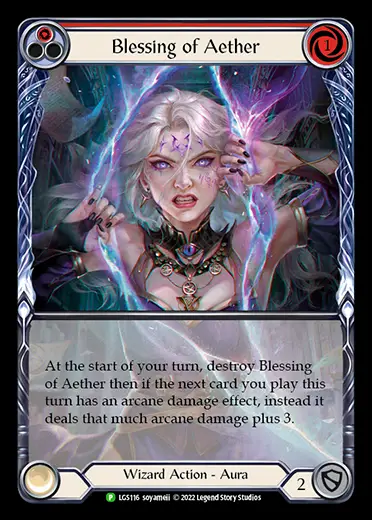 Blessing of Aether
1
At the start of your turn, destroy Blessing
of Aether then if the next card you play this
turn has an arcane damage effect, instead it
deals that much arcane damage plus 3.
Wizard Action - Aura
2
P LGS116 soyameii © 2022 Legend Story Studios